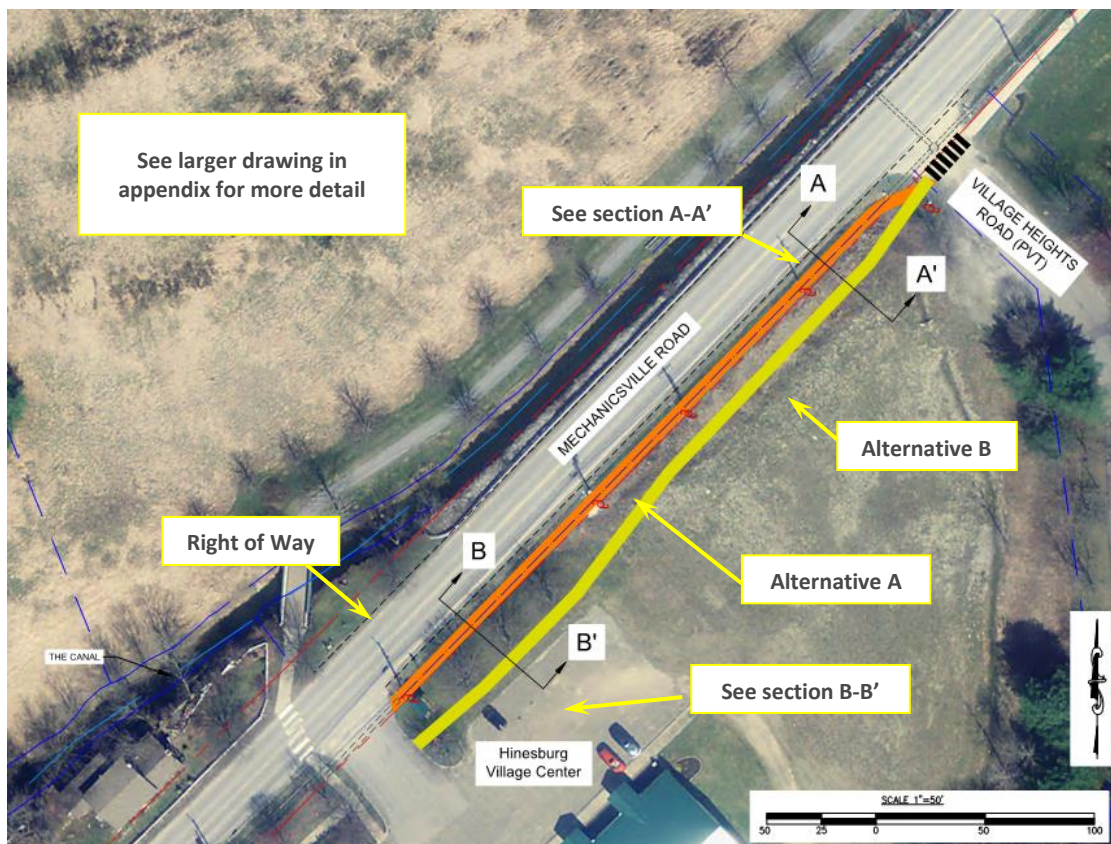 See larger drawing in
appendix for more detail
See section A-A'
A
A'
VILLAGE HEIGHTS
ROAD (PVT)
MECHANICSVILLE ROAD
Alternative B
Right of Way
B
Alternative A
B'
THE CANAL
See section B-B'
Hinesburg
Village Center
SCALE 1"=50'
50 25 0 50 100